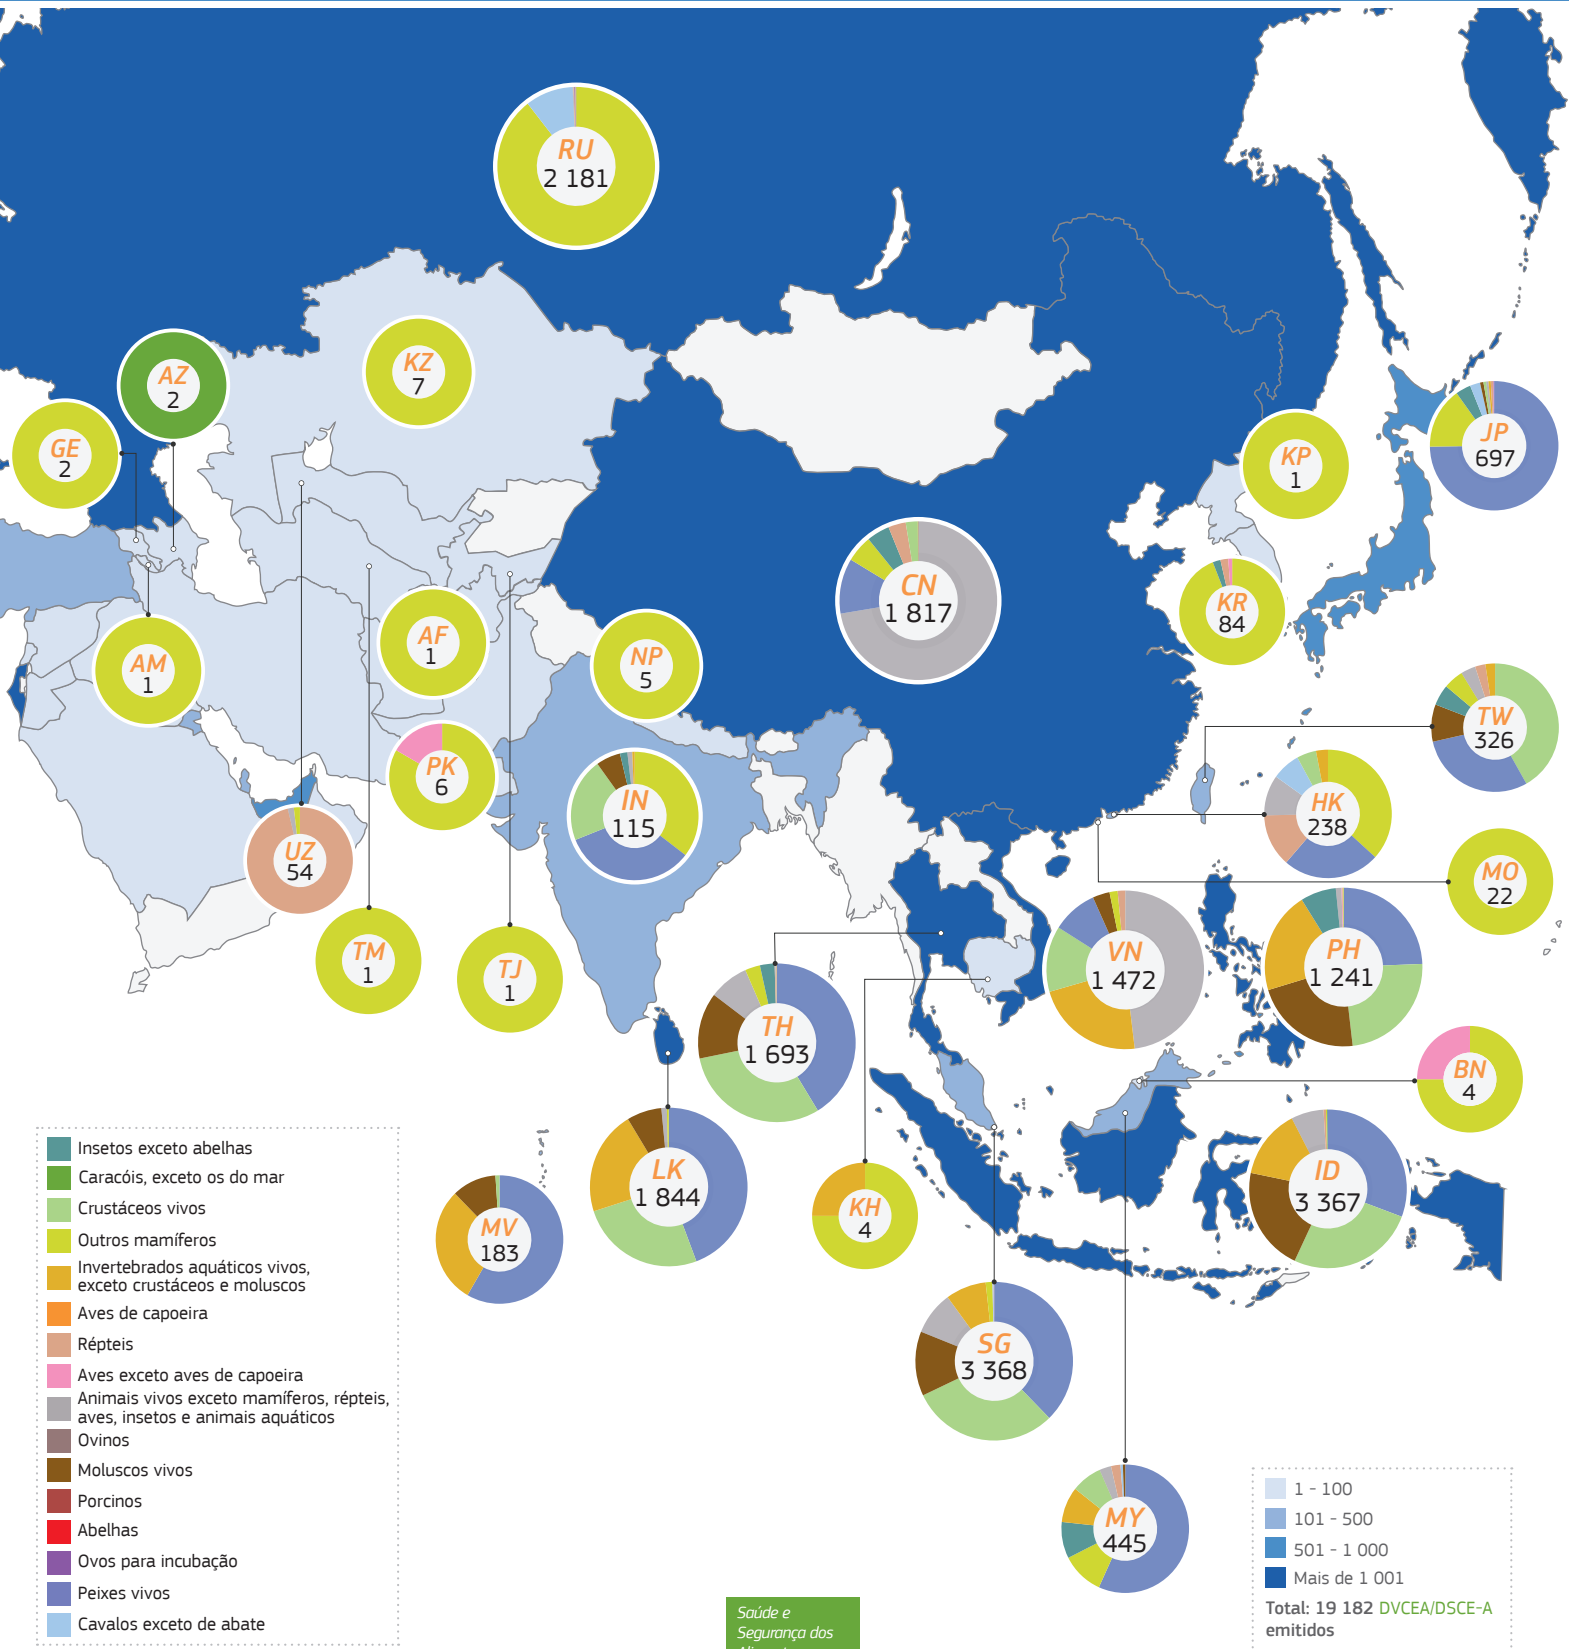 RU
2 181
AZ
2
KZ
7
GE
2
JP
697
KP
1
CN
1 817
KR
84
AM
1
AF
1
NP
5
TW
326
PK
6
IN
115
HK
238
UZ
54
MO
22
TM
1
TJ
1
VN
1 472
PH
1 241
TH
1 693
BN
4
LK
1 844
KH
4
ID
3 367
MV
183
SG
3 368
MY
445
Insetos exceto abelhas
Caracóis, exceto os do mar
Crustáceos vivos
Outros mamíferos
Invertebrados aquáticos vivos,
exceto crustáceos e moluscos
Aves de capoeira
Répteis
Aves exceto aves de capoeira
Animais vivos exceto mamíferos, répteis,
aves, insetos e animais aquáticos
Ovinos
Moluscos vivos
Porcinos
Abelhas
Ovos para incubação
Peixes vivos
Cavalos exceto de abate
1 - 100
101 - 500
501 - 1 000
Mais de 1 001
Total: 19 182 DVCEA/DSCE-A
emitidos
Saúde e
Segurança dos